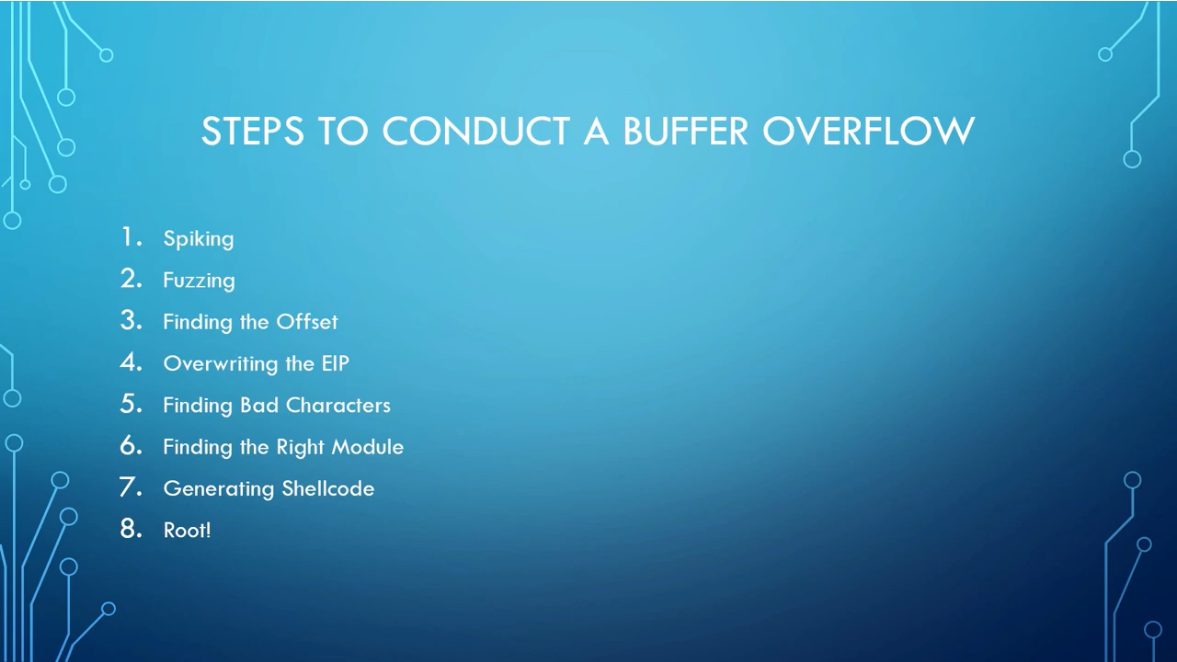 STEPS TO CONDUCT A BUFFER OVERFLOW
1. Spiking
2. Fuzzing
3. Finding the Offset
4. Overwriting the EIP
5. Finding Bad Characters
6. Finding the Right Module
7. Generating Shellcode
8. Root!